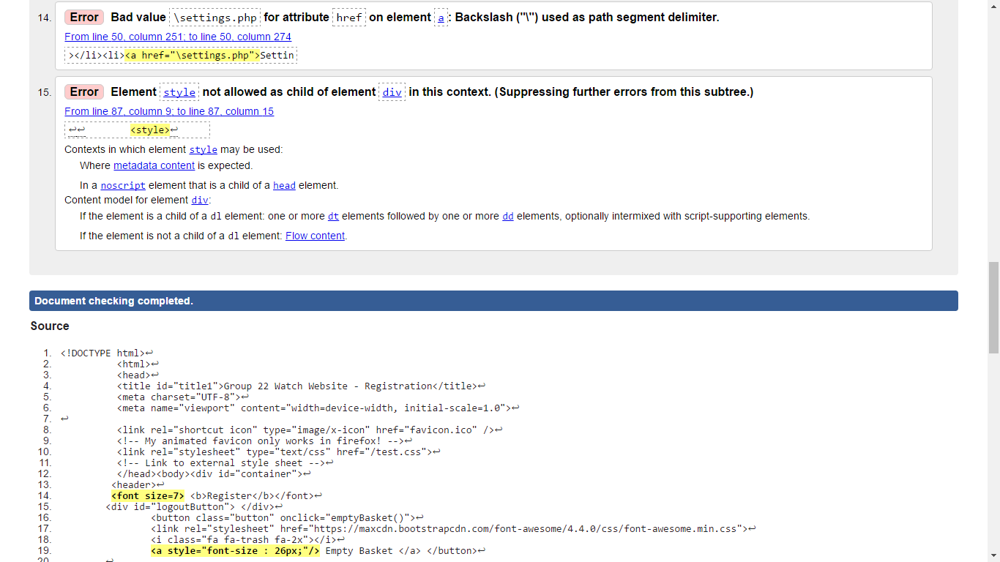 14. Error Bad value \settings.php for attribute href on element a: Backslash ("\") used as path segment delimiter.
From line 50, column 251; to line 50, column 274
></li><li><a href="\settings.php">Settin
15. Error Element style not allowed as child of element div in this context. (Suppressing further errors from this subtree.)
From line 87, column 9; to line 87, column 15
↩↩ <style>↩
Contexts in which element style may be used:
Where metadata content is expected.
In a noscript element that is a child of a head element.
Content model for element div:
If the element is a child of a dl element: one or more dt elements followed by one or more dd elements, optionally intermixed with script-supporting elements.
If the element is not a child of a dl element: Flow content.
Document checking completed.
Source
1. <!DOCTYPE html>↩
2. <html>↩
3. <head>↩
4. <title id="title1">Group 22 Watch Website - Registration</title>↩
5. <meta charset="UTF-8">↩
6. <meta name="viewport" content="width=device-width, initial-scale=1.0">↩
7. ↩
8. <link rel="shortcut icon" type="image/x-icon" href="favicon.ico" />↩
9. <!-- My animated favicon only works in firefox! -->↩
10. <link rel="stylesheet" type="text/css" href="/test.css">↩
11. <!-- Link to external style sheet -->↩
12. </head><body><div id="container">↩
13. <header>↩
14. <font size=7> <b>Register</b></font>↩
15. <div id="logoutButton"> </div>↩
16. <button class="button" onclick="emptyBasket()">↩
17. <link rel="stylesheet" href="https://maxcdn.bootstrapcdn.com/font-awesome/4.4.0/css/font-awesome.min.css">↩
18. <i class="fa fa-trash fa-2x"></i>↩
19. <a style="font-size : 26px;"/> Empty Basket </a> </button>↩
20. ↩